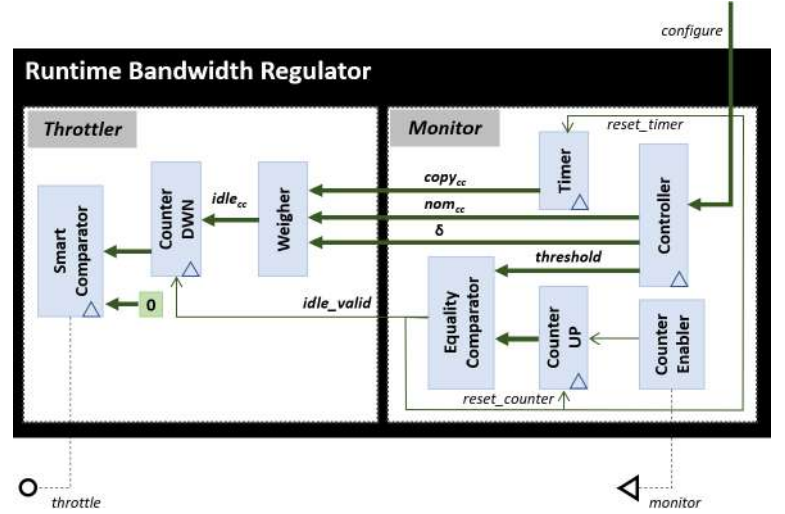 configure
Runtime Bandwidth Regulator
Throttler
Monitor
reset_timer
Smart
Comparator
Counter
DWN
idlecc
Weigher
copycc
nomcc
δ
threshold
Timer
Controller
0
idle_valid
Equality
Comparator
Counter
UP
Counter
Enabler
reset_counter
throttle
monitor